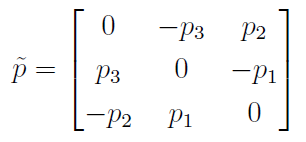 p̃ = [ 0 −p₃ p₂
p₃ 0 −p₁
−p₂ p₁ 0 ]